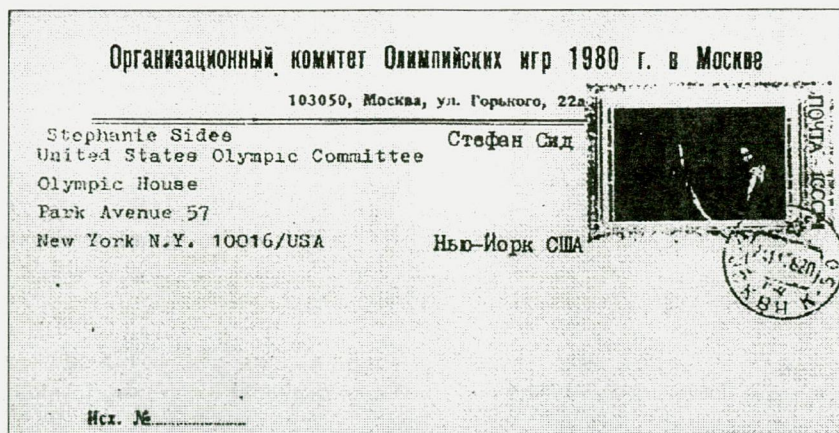 Организационный комитет Олимпийских игр 1980 г. в Москве
103050, Москва, ул. Горького, 22а
Stephanie Sides
United States Olympic Committee
Olympic House
Park Avenue 57
New York N.Y. 10016/USA
Стефан Сид
Нью-Йорк США
ПОЧТА СССР
Исх. №